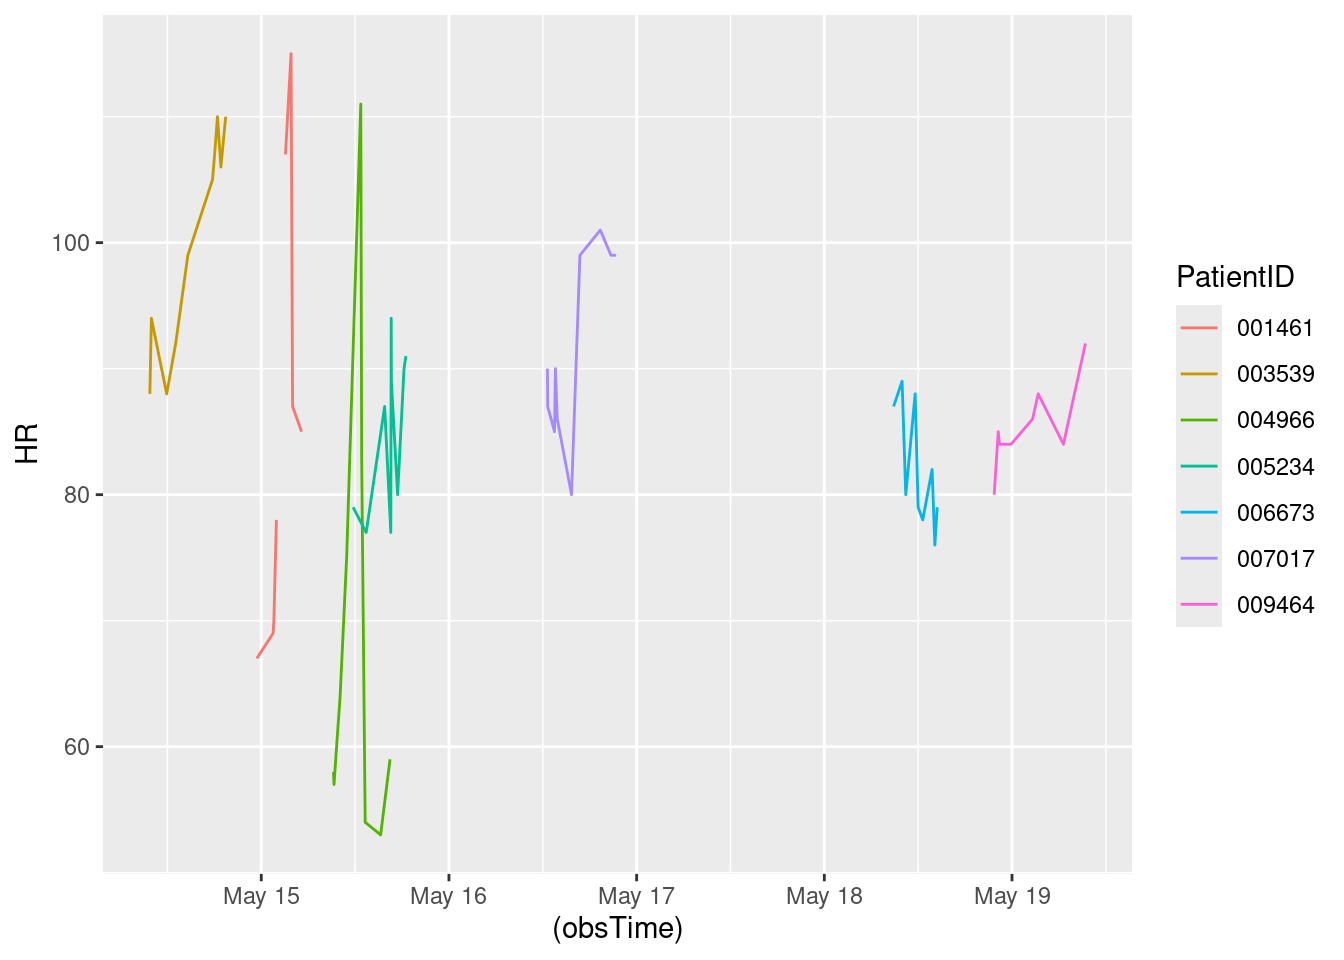 HR
100
80
60
May 15
May 16
May 17
May 18
May 19
(obsTime)
PatientID
001461
003539
004966
005234
006673
007017
009464